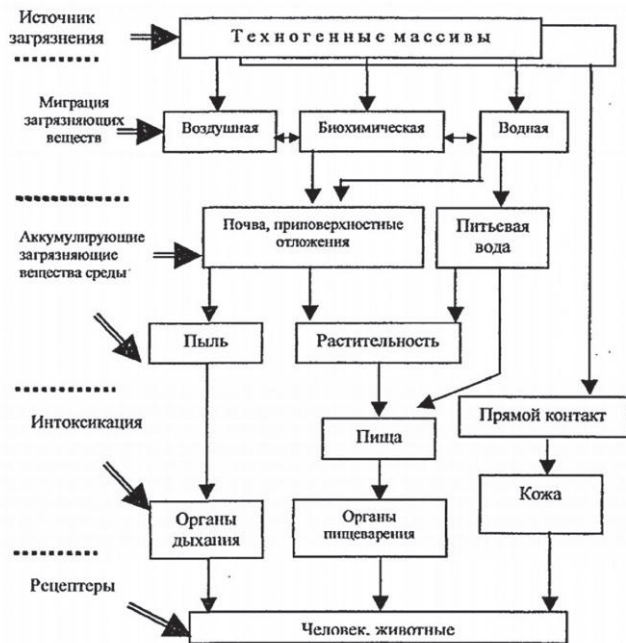 Источник
загрязнения
Техногенные массивы
Миграция
загрязняющих
веществ
Воздушная
Биохимическая
Водная
Аккумулирующие
загрязняющие
вещества среды
Почва, приповерхностные
отложения
Питьевая
вода
Пыль
Растительность
Интоксикация
Пища
Прямой контакт
Органы
дыхания
Органы
пищеварения
Кожа
Рецептеры
Человек, животные